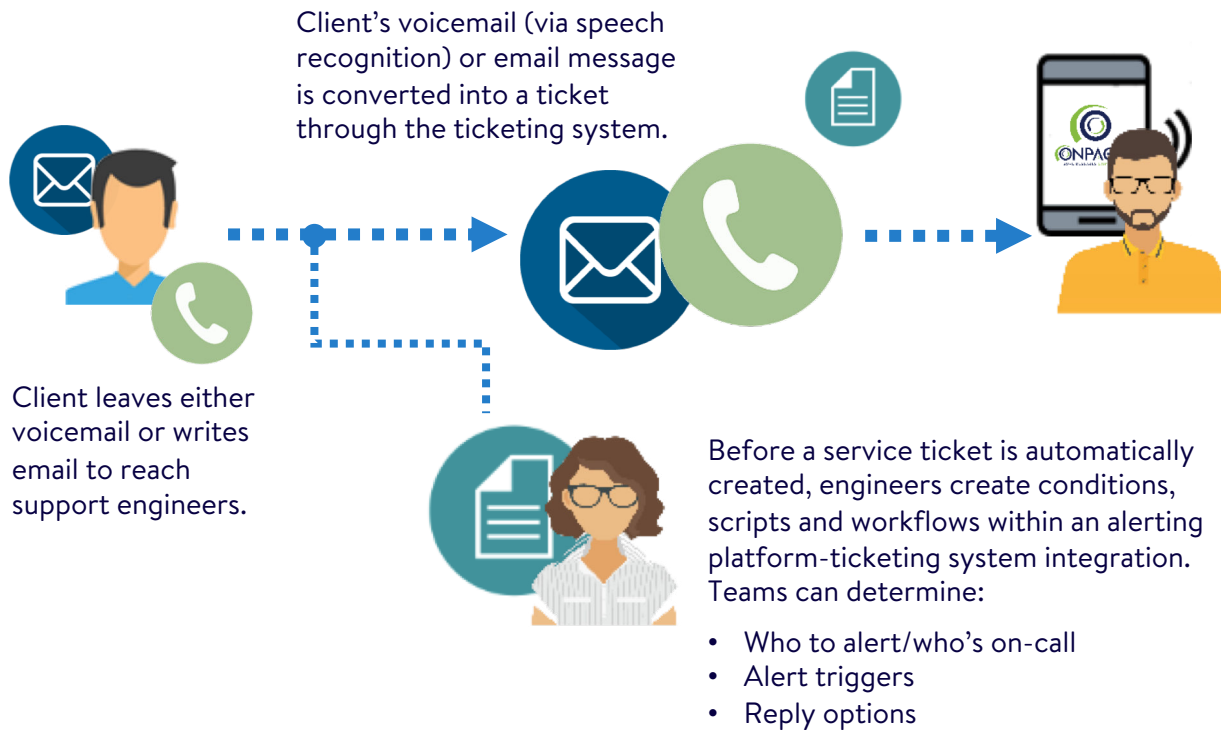 Client's voicemail (via speech
recognition) or email message
is converted into a ticket
through the ticketing system.
Client leaves either
voicemail or writes
email to reach
support engineers.
Before a service ticket is automatically
created, engineers create conditions,
scripts and workflows within an alerting
platform-ticketing system integration.
Teams can determine:
• Who to alert/who's on-call
• Alert triggers
• Reply options